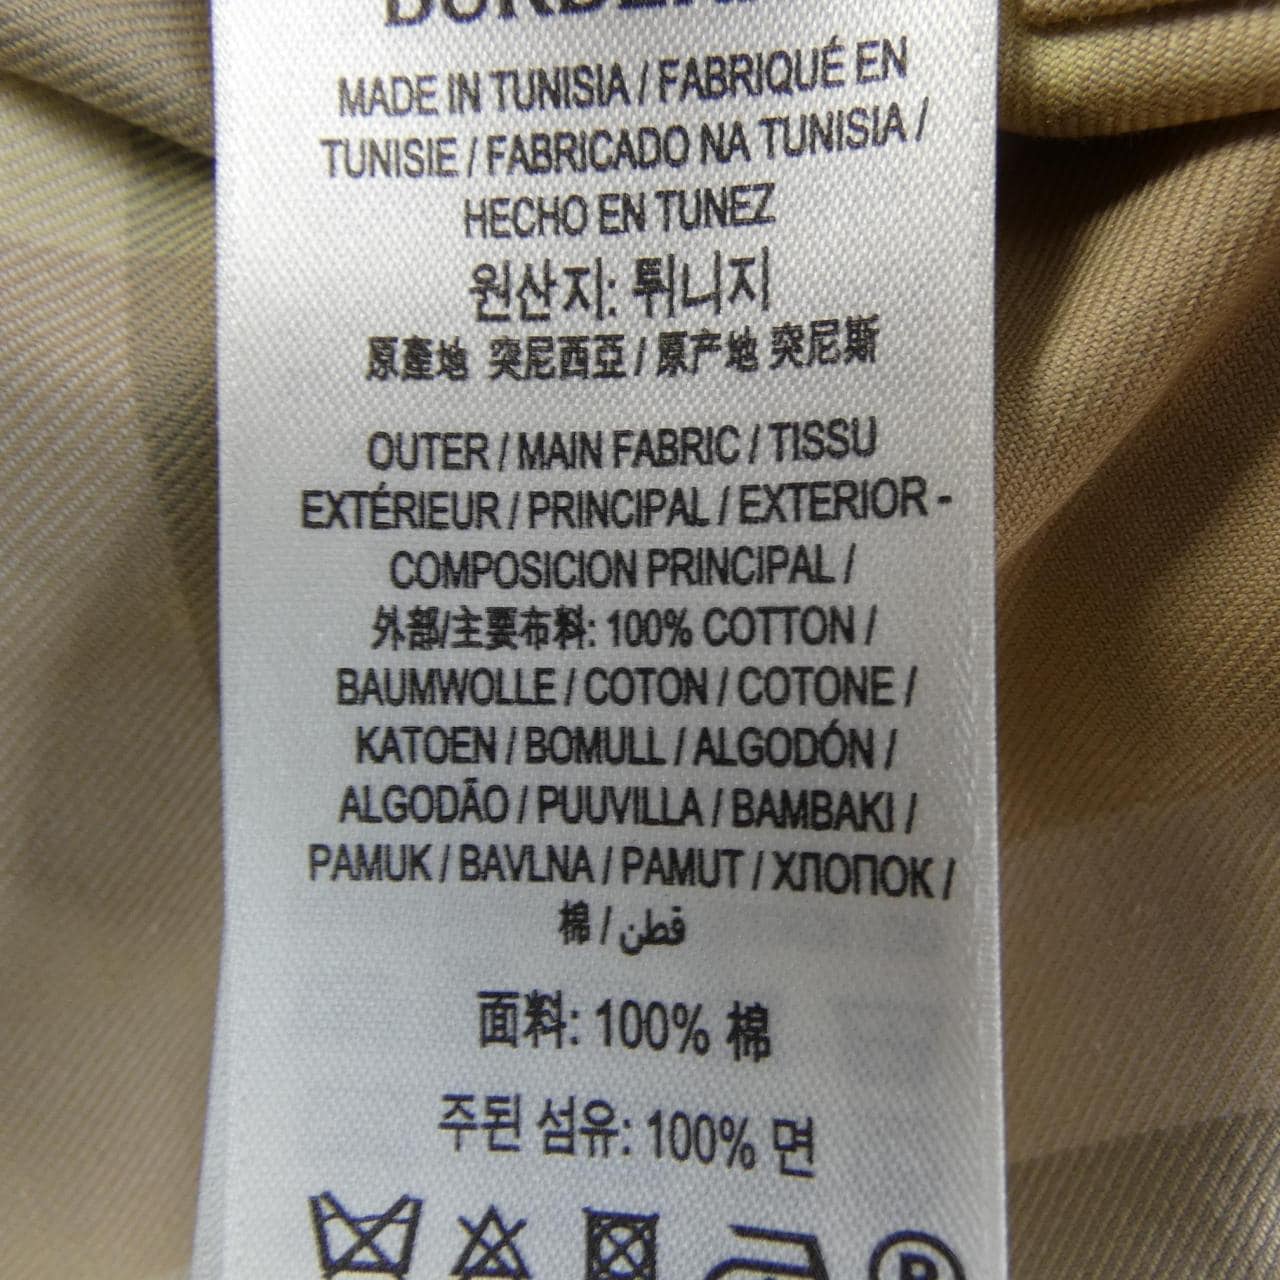 MADE IN TUNISIA / FABRIQUÉ EN
TUNISIE / FABRICADO NA TUNISIA /
HECHO EN TUNEZ
원산지: 튀니지
原產地 突尼西亞 / 原产地 突尼斯
OUTER / MAIN FABRIC / TISSU
EXTÉRIEUR / PRINCIPAL / EXTERIOR -
COMPOSICION PRINCIPAL /
外部/主要布料: 100% COTTON /
BAUMWOLLE / COTON / COTONE /
KATOEN / BOMULL / ALGODÓN /
ALGODÃO / PUUVILLA / BAMBAKI /
PAMUK / BAVLNA / PAMUT / ХЛОПОК /
棉 / قطن
面料: 100% 棉
주된 섬유: 100% 면
P